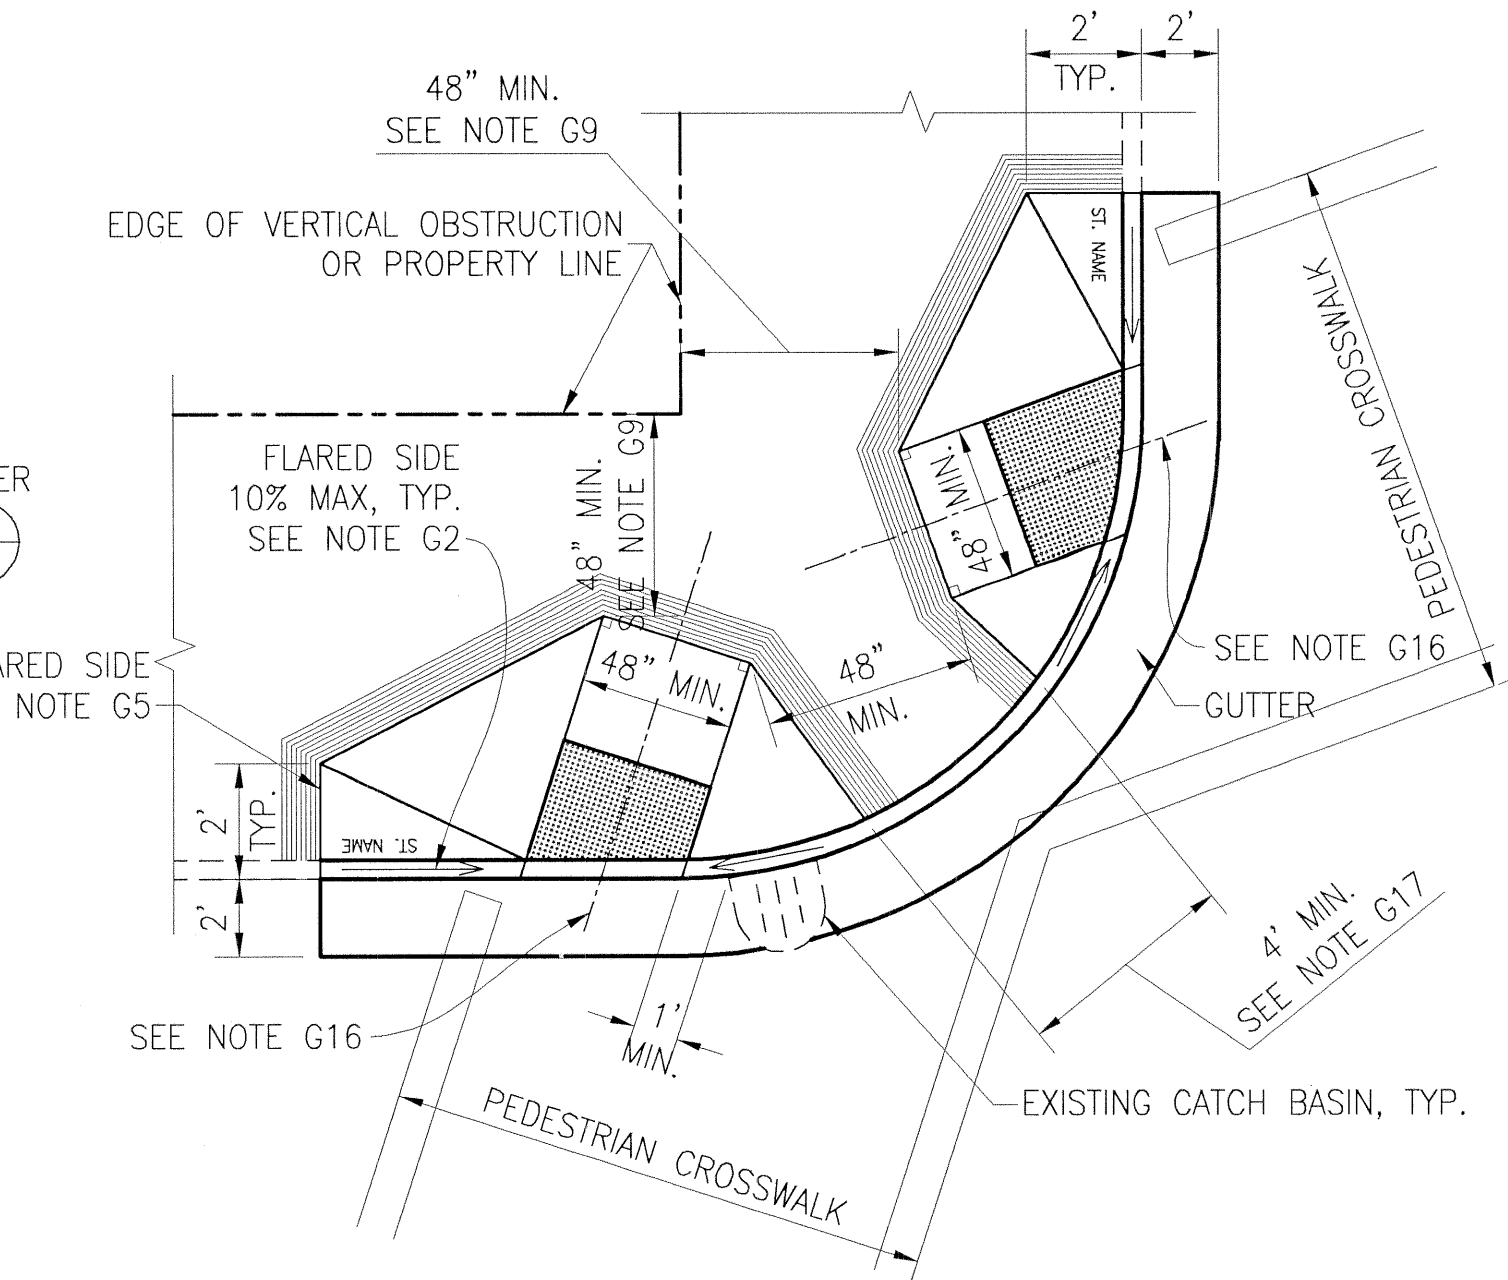 2'
2'
TYP.
48" MIN.
SEE NOTE G9
EDGE OF VERTICAL OBSTRUCTION
OR PROPERTY LINE
ST. NAME
PEDESTRIAN CROSSWALK
ER
FLARED SIDE
10% MAX, TYP.
SEE NOTE G2
48" MIN.
SEE NOTE G9
48" MIN.
ARED SIDE
NOTE G5
48" MIN.
48"
MIN.
SEE NOTE G16
GUTTER
2'
TYP.
ST. NAME
2'
4' MIN.
SEE NOTE G17
SEE NOTE G16
1'
MIN.
EXISTING CATCH BASIN, TYP.
PEDESTRIAN CROSSWALK